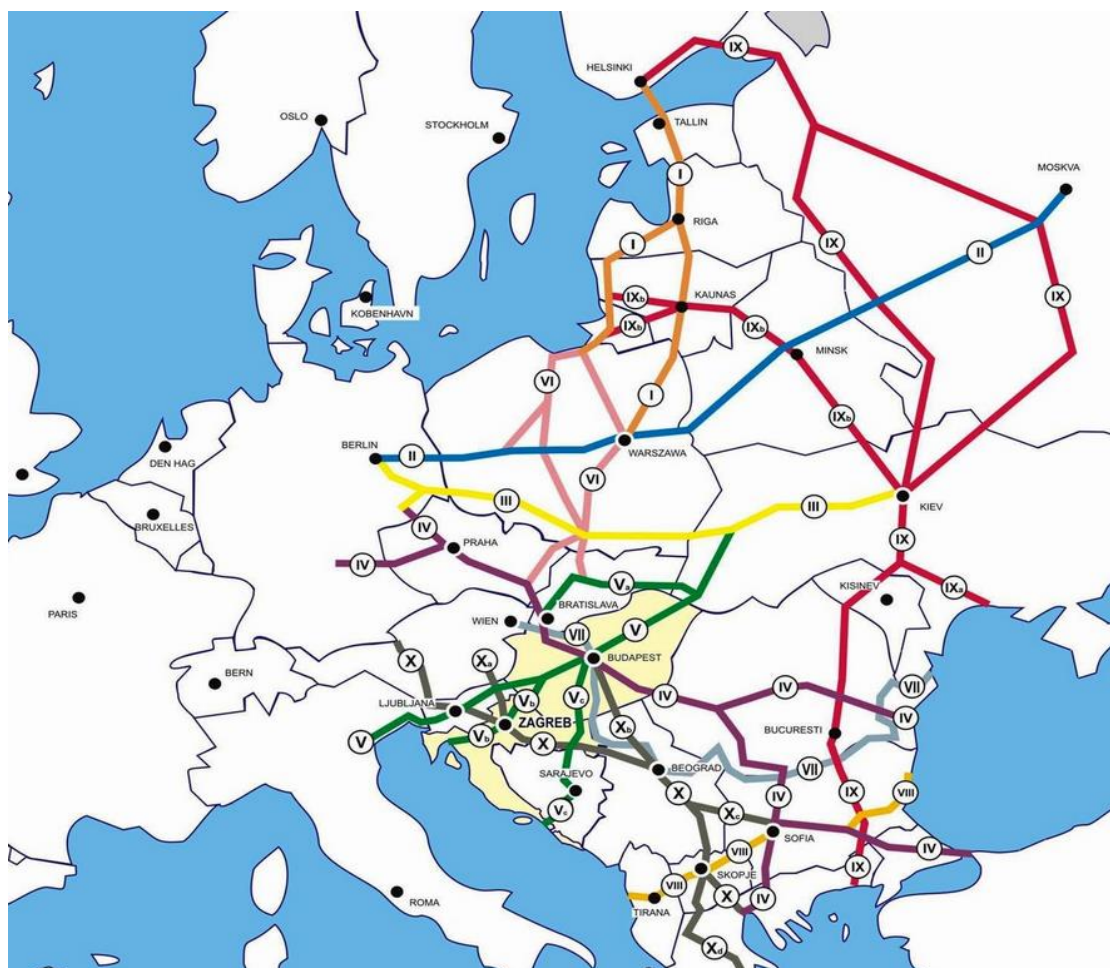 IX
HELSINKI
OSLO
STOCKHOLM
TALLIN
MOSKVA
I
RIGA
I
IX
II
IX
KOBENHAVN
IXb
KAUNAS
IXb
IXb
MINSK
VI
I
IXb
BERLIN
II
WARSZAWA
DEN HAG
VI
III
III
KIEV
BRUXELLES
IV
PRAHA
IX
IV
Va
KISINEV
IXa
PARIS
BRATISLAVA
WIEN
VII
V
X
Xa
BUDAPEST
BERN
IV
IV
VII
LJUBLJANA
Vb
Vc
IV
ZAGREB
Xb
BUCURESTI
V
Vb
X
BEOGRAD
VII
SARAJEVO
X
IV
IX
VIII
Vc
Xc
SOFIA
VIII
IV
SKOPJE
IX
VIII
X
IV
ROMA
TIRANA
Xd